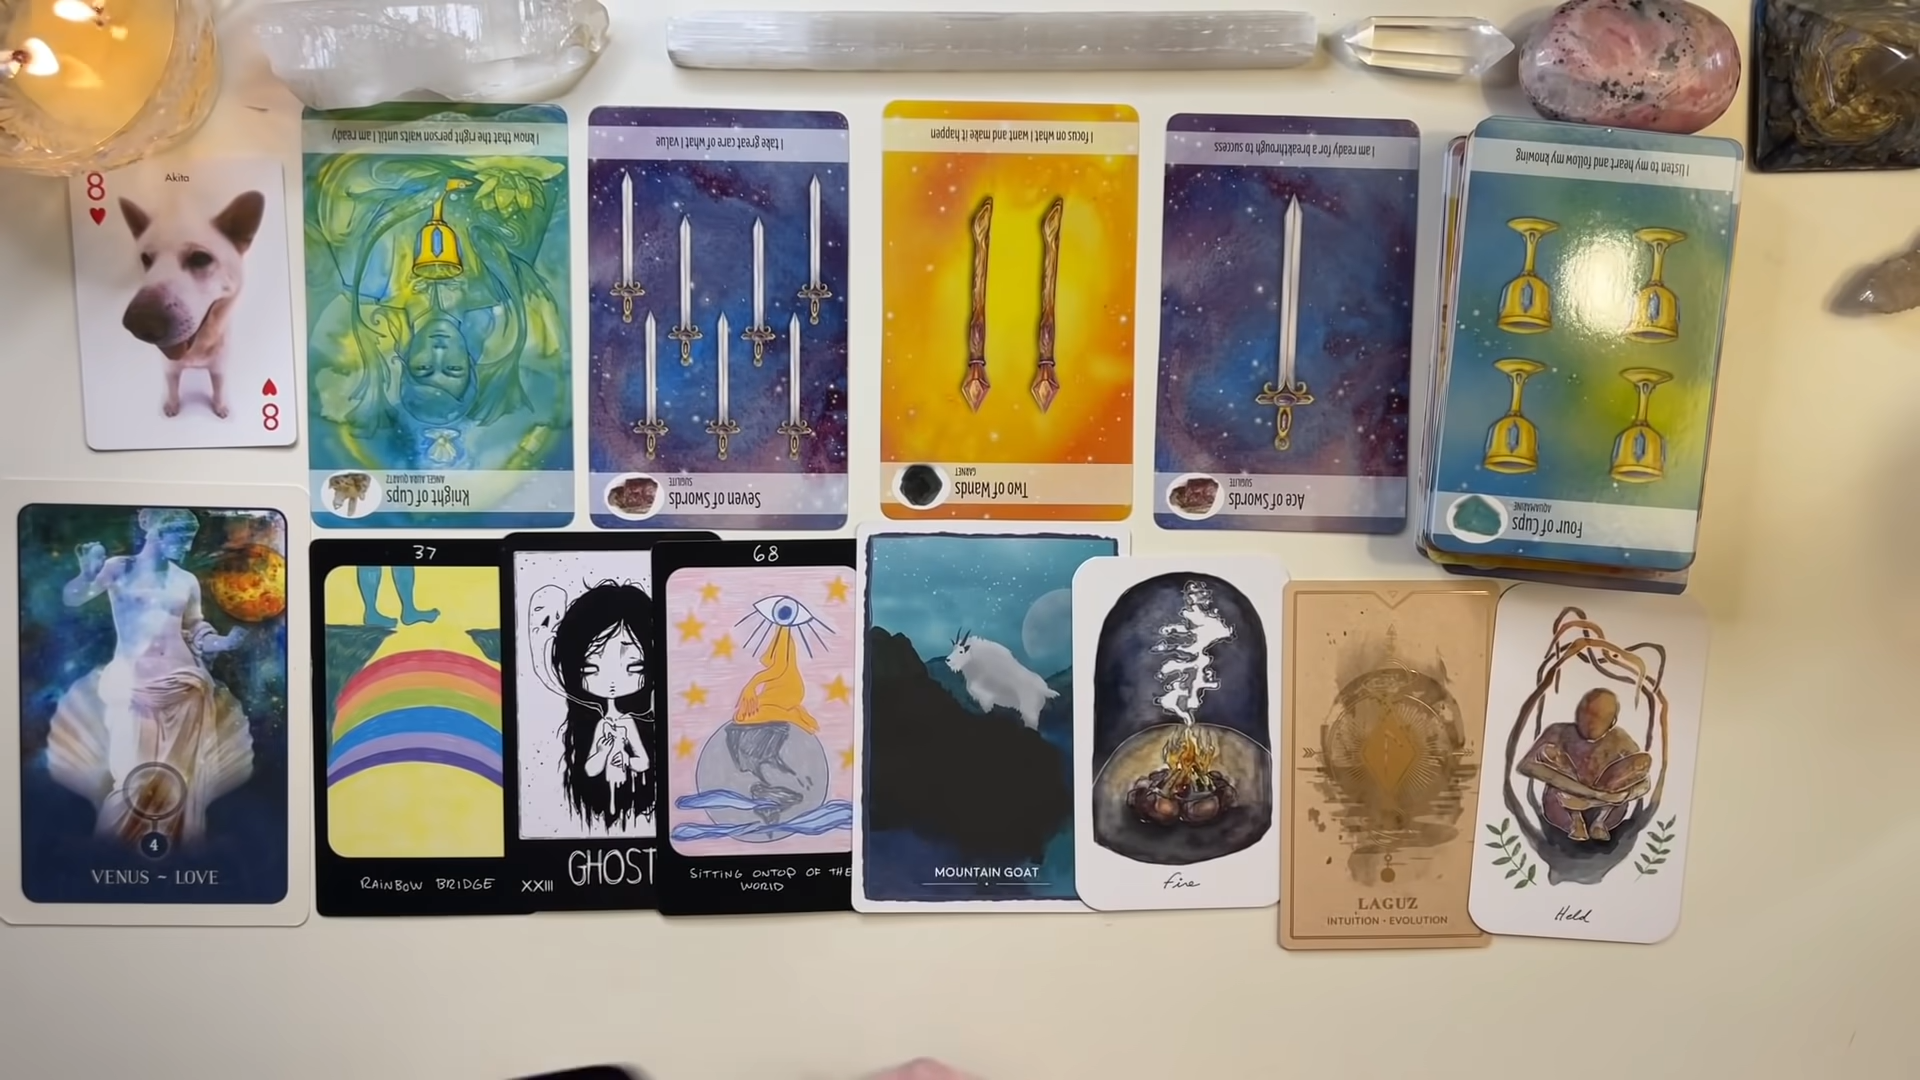 8
Akita
8
I know that the right person waits until I am ready
ANGEL AURA QUARTZ
Knight of Cups
I take great care of what I value
SUGILITE
Seven of Swords
I focus on what I want and make it happen
GARNET
Two of Wands
I am ready for a breakthrough to success
SUGILITE
Ace of Swords
I listen to my heart and follow my knowing
AQUAMARINE
Four of Cups
4
VENUS ~ LOVE
37
RAINBOW BRIDGE
XXIII GHOST
68
SITTING ONTOP OF THE
WORLD
MOUNTAIN GOAT
Fire
LAGUZ
INTUITION • EVOLUTION
Held